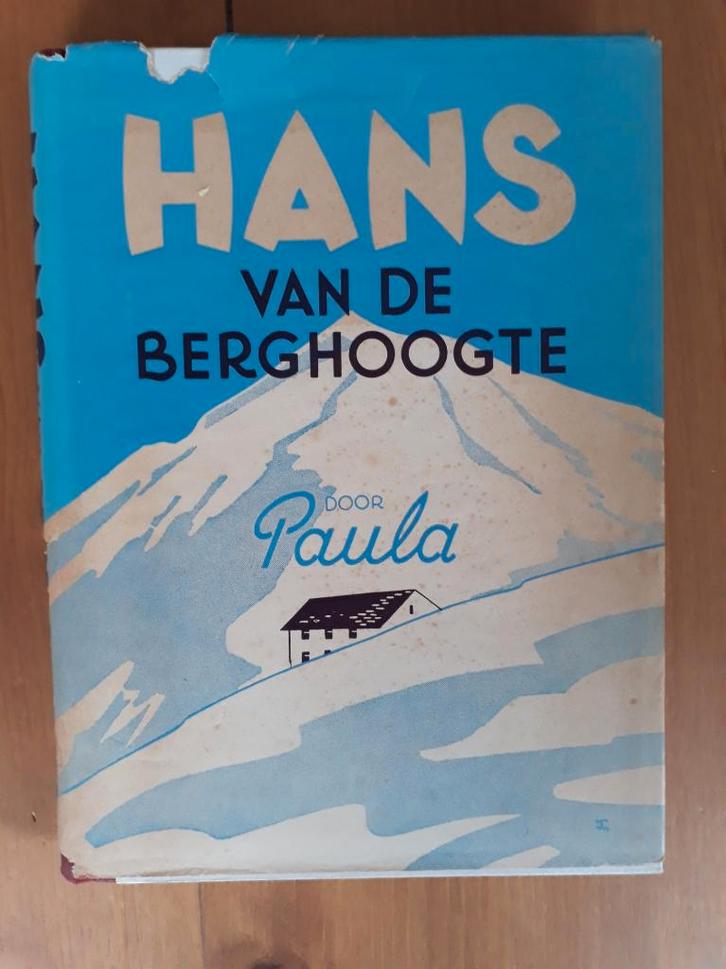 HANS
VAN DE
BERGHOOGTE
DOOR
Paula